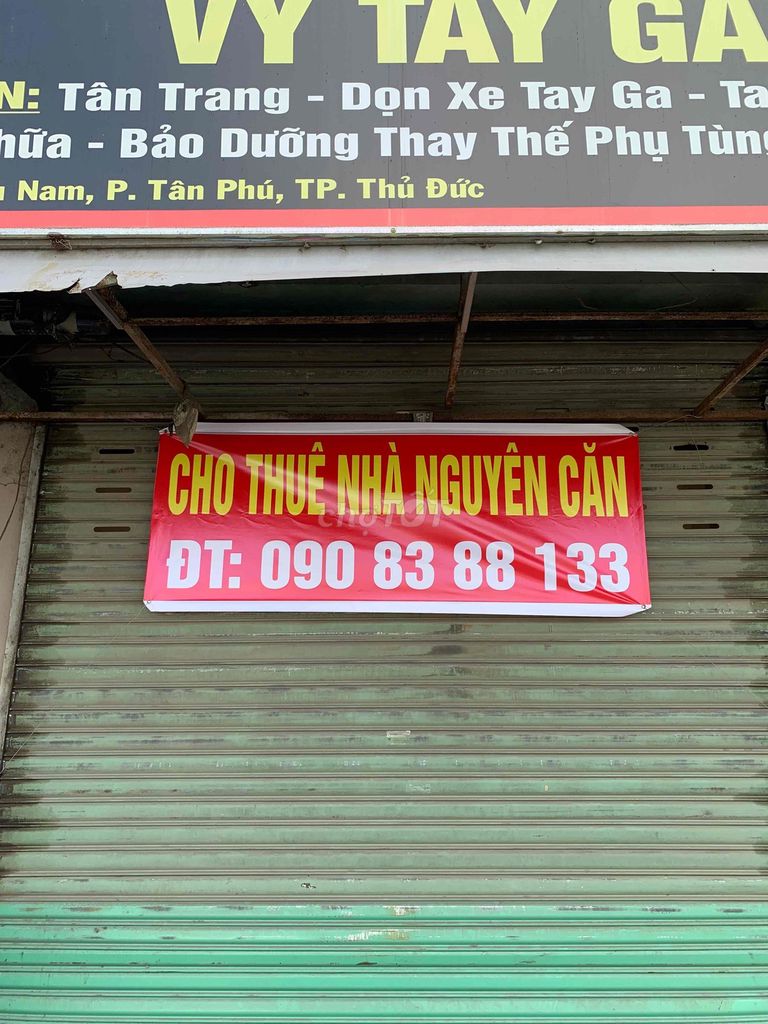 VY TAY GA
N: Tân Trang - Dọn Xe Tay Ga - Ta
hữa - Bảo Dưỡng Thay Thế Phụ Tùng
u Nam, P. Tân Phú, TP. Thủ Đức
CHO THUÊ NHÀ NGUYÊN CĂN
chợTỐT
ĐT: 090 83 88 133